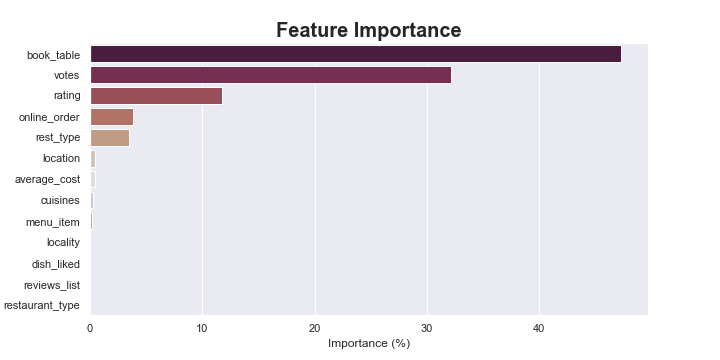 Feature Importance
book_table
votes
rating
online_order
rest_type
location
average_cost
cuisines
menu_item
locality
dish_liked
reviews_list
restaurant_type
0 10 20 30 40
Importance (%)